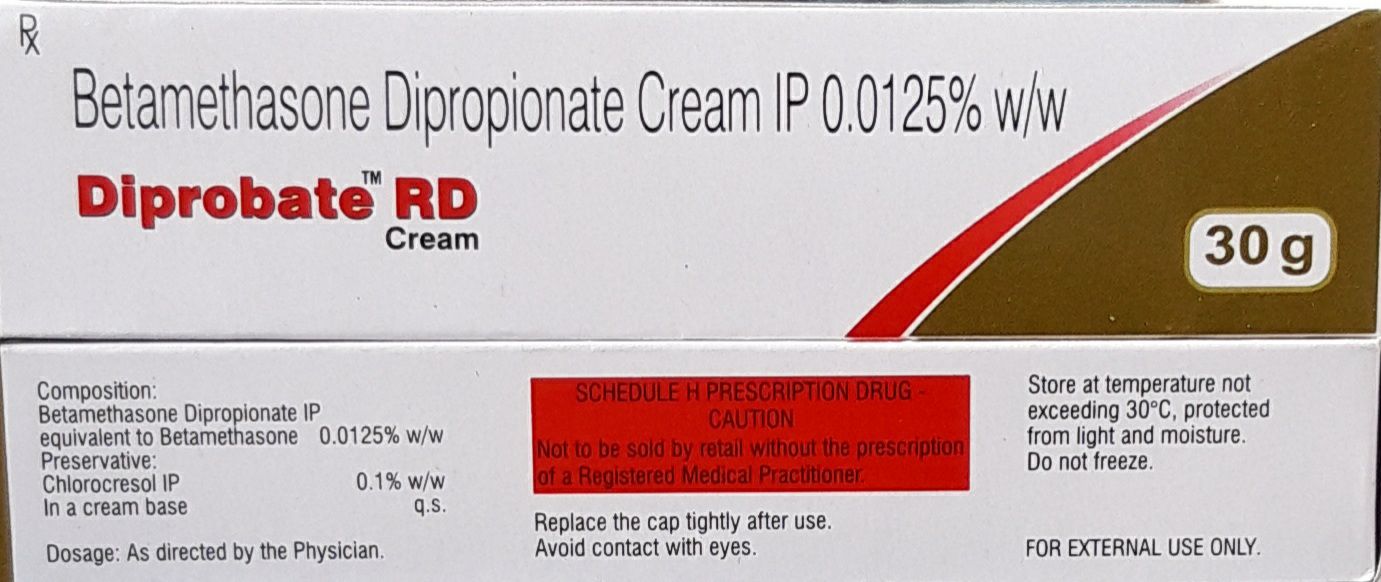 Rx
Betamethasone Dipropionate Cream IP 0.0125% w/w
Diprobate™ RD
Cream
30 g
Composition:
Betamethasone Dipropionate IP
equivalent to Betamethasone 0.0125% w/w
Preservative:
Chlorocresol IP 0.1% w/w
In a cream base q.s.
Dosage: As directed by the Physician.
SCHEDULE H PRESCRIPTION DRUG -
CAUTION
Not to be sold by retail without the prescription
of a Registered Medical Practitioner.
Replace the cap tightly after use.
Avoid contact with eyes.
Store at temperature not
exceeding 30°C, protected
from light and moisture.
Do not freeze.
FOR EXTERNAL USE ONLY.